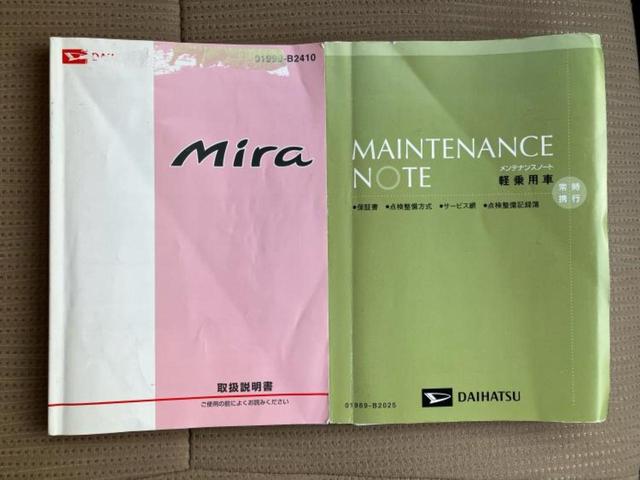 01999-B2410
Mira
取扱説明書
ご使用の前によくお読みください
MAINTENANCE
NOTE
メンテナンスノート
軽乗用車
常時
携行
●保証書 ●点検整備方式 ●サービス網 ●点検整備記録簿
01989-B2025
DAIHATSU